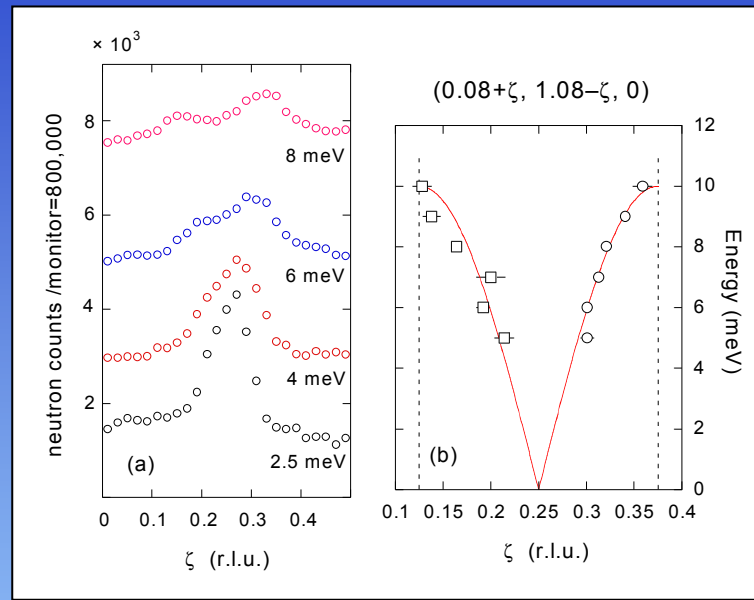 × 10³
8
6
4
2
neutron counts /monitor=800,000
8 meV
6 meV
4 meV
2.5 meV
(a)
0 0.1 0.2 0.3 0.4
ζ (r.l.u.)
(0.08+ζ, 1.08–ζ, 0)
12
10
8
6
4
2
0
Energy (meV)
(b)
0.1 0.15 0.2 0.25 0.3 0.35 0.4
ζ (r.l.u.)